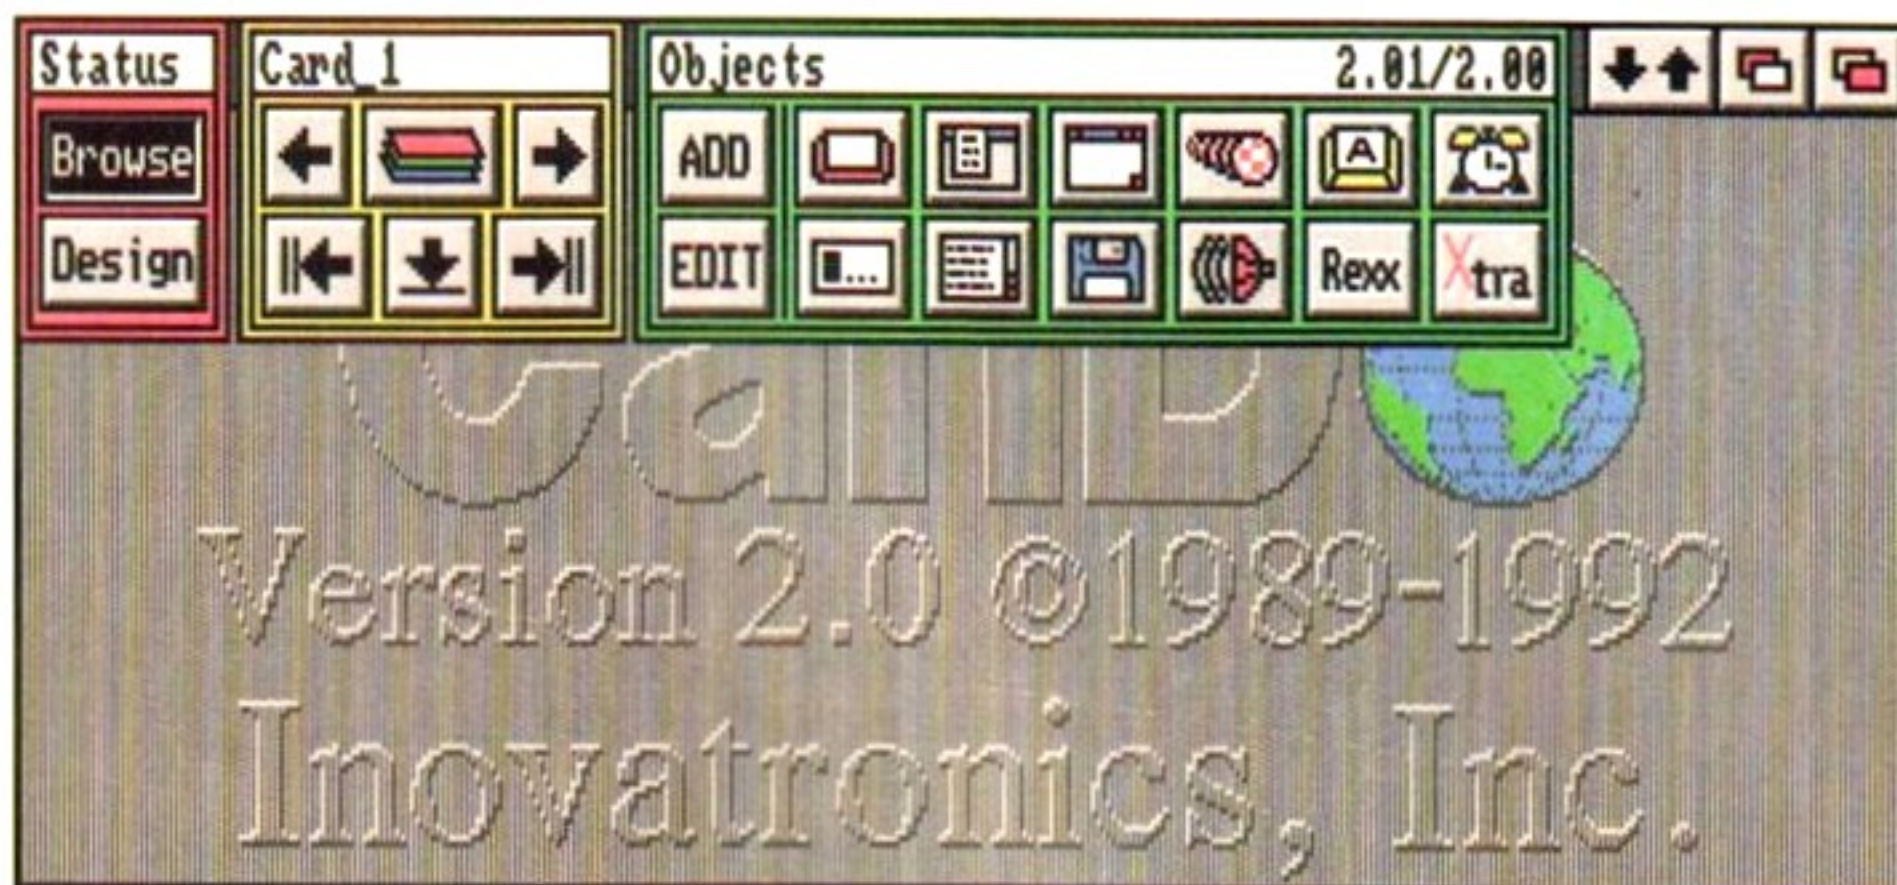 Status
Card_1
Objects 2.01/2.00
Browse
ADD
A
Design
EDIT
Rexx
Xtra
CanD
Version 2.0 ©1989-1992
Inovatronics, Inc.